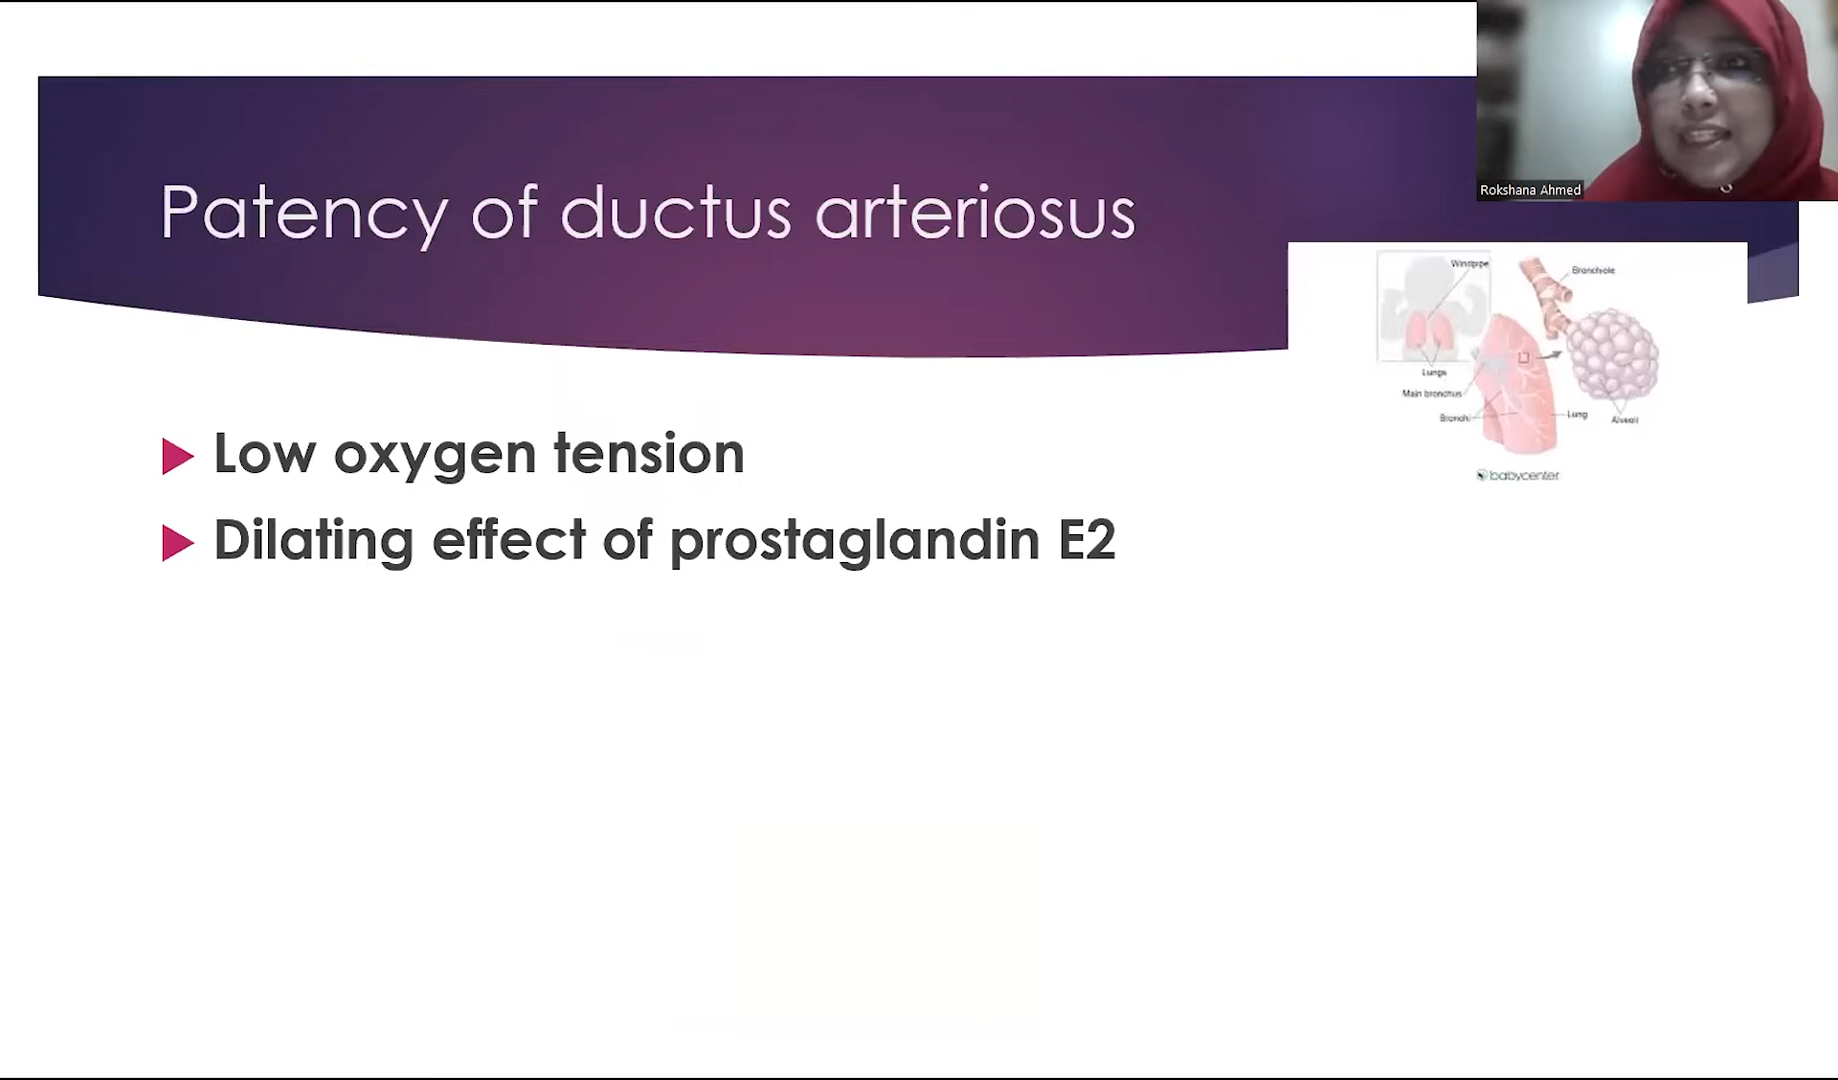 Rokshana Ahmed
Patency of ductus arteriosus
Windpipe
Bronchiole
Lungs
Main bronchus
Bronchi
Lung
Alveoli
babycenter
Low oxygen tension
Dilating effect of prostaglandin E2